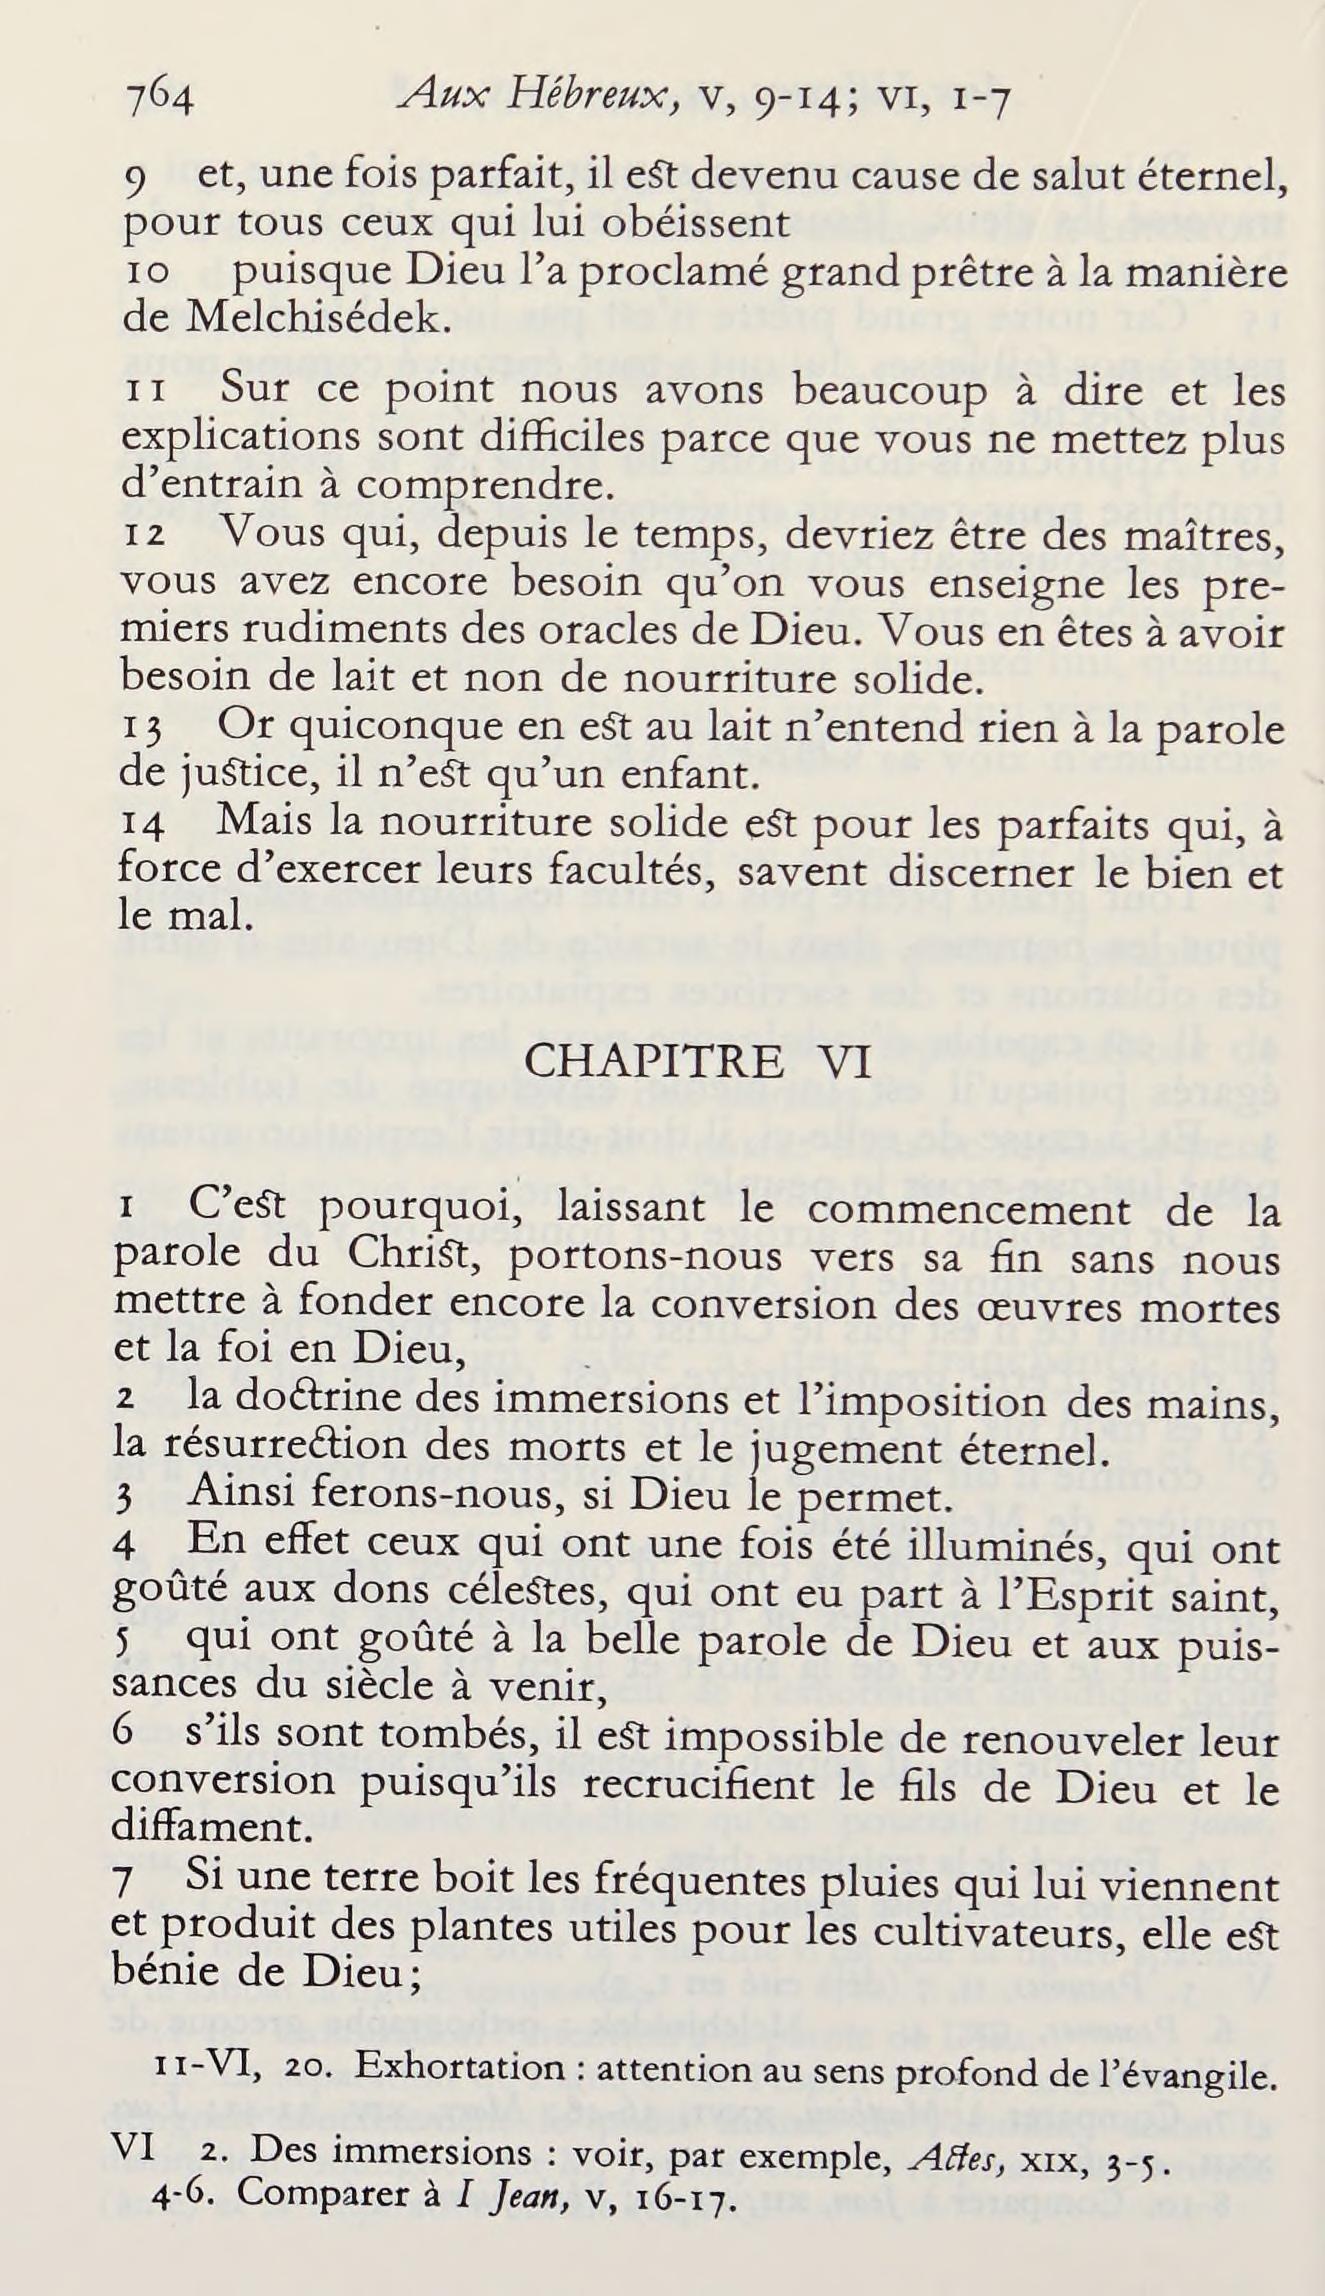 764 Aux Hébreux, V, 9-14; VI, 1-7
9 et, une fois parfait, il est devenu cause de salut éternel,
pour tous ceux qui lui obéissent
10 puisque Dieu l’a proclamé grand prêtre à la manière
de Melchisédek.
11 Sur ce point nous avons beaucoup à dire et les
explications sont difficiles parce que vous ne mettez plus
d’entrain à comprendre.
12 Vous qui, depuis le temps, devriez être des maîtres,
vous avez encore besoin qu’on vous enseigne les pre-
miers rudiments des oracles de Dieu. Vous en êtes à avoir
besoin de lait et non de nourriture solide.
13 Or quiconque en est au lait n’entend rien à la parole
de justice, il n’est qu’un enfant.
14 Mais la nourriture solide est pour les parfaits qui, à
force d’exercer leurs facultés, savent discerner le bien et
le mal.
CHAPITRE VI
1 C’est pourquoi, laissant le commencement de la
parole du Christ, portons-nous vers sa fin sans nous
mettre à fonder encore la conversion des œuvres mortes
et la foi en Dieu,
2 la doctrine des immersions et l’imposition des mains,
la résurrection des morts et le jugement éternel.
3 Ainsi ferons-nous, si Dieu le permet.
4 En effet ceux qui ont une fois été illuminés, qui ont
goûté aux dons célestes, qui ont eu part à l’Esprit saint,
5 qui ont goûté à la belle parole de Dieu et aux puis-
sances du siècle à venir,
6 s’ils sont tombés, il est impossible de renouveler leur
conversion puisqu’ils recrucifient le fils de Dieu et le
diffament.
7 Si une terre boit les fréquentes pluies qui lui viennent
et produit des plantes utiles pour les cultivateurs, elle est
bénie de Dieu;
11-VI, 20. Exhortation : attention au sens profond de l’évangile.
VI 2. Des immersions : voir, par exemple, Actes, XIX, 3-5.
4-6. Comparer à I Jean, V, 16-17.